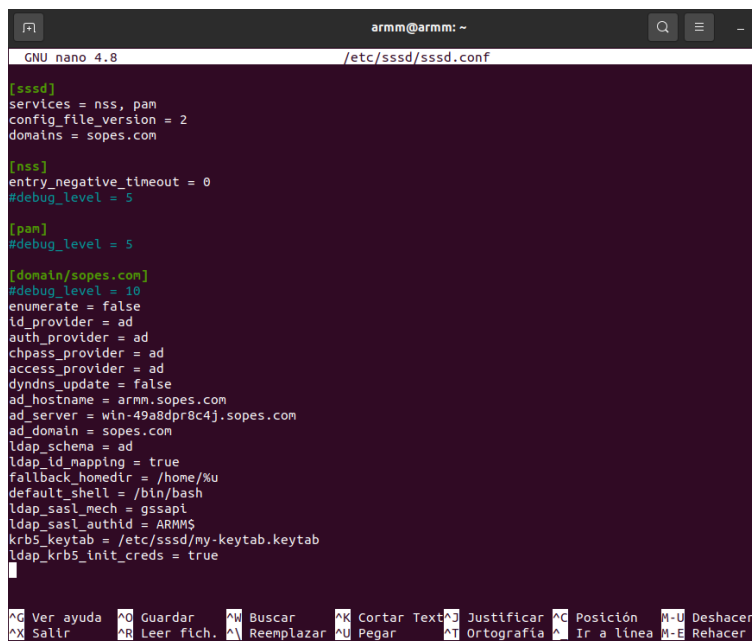 armm@armm: ~
GNU nano 4.8 /etc/sssd/sssd.conf
[sssd]
services = nss, pam
config_file_version = 2
domains = sopes.com
[nss]
entry_negative_timeout = 0
#debug_level = 5
[pam]
#debug_level = 5
[domain/sopes.com]
#debug_level = 10
enumerate = false
id_provider = ad
auth_provider = ad
chpass_provider = ad
access_provider = ad
dyndns_update = false
ad_hostname = armm.sopes.com
ad_server = win-49a8dpr8c4j.sopes.com
ad_domain = sopes.com
ldap_schema = ad
ldap_id_mapping = true
fallback_homedir = /home/%u
default_shell = /bin/bash
ldap_sasl_mech = gssapi
ldap_sasl_authid = ARMM$
krb5_keytab = /etc/sssd/my-keytab.keytab
ldap_krb5_init_creds = true
^G Ver ayuda ^O Guardar ^W Buscar ^K Cortar Text ^J Justificar ^C Posición M-U Deshacer
^X Salir ^R Leer fich. ^\ Reemplazar ^U Pegar ^T Ortografía ^_ Ir a línea M-E Rehacer